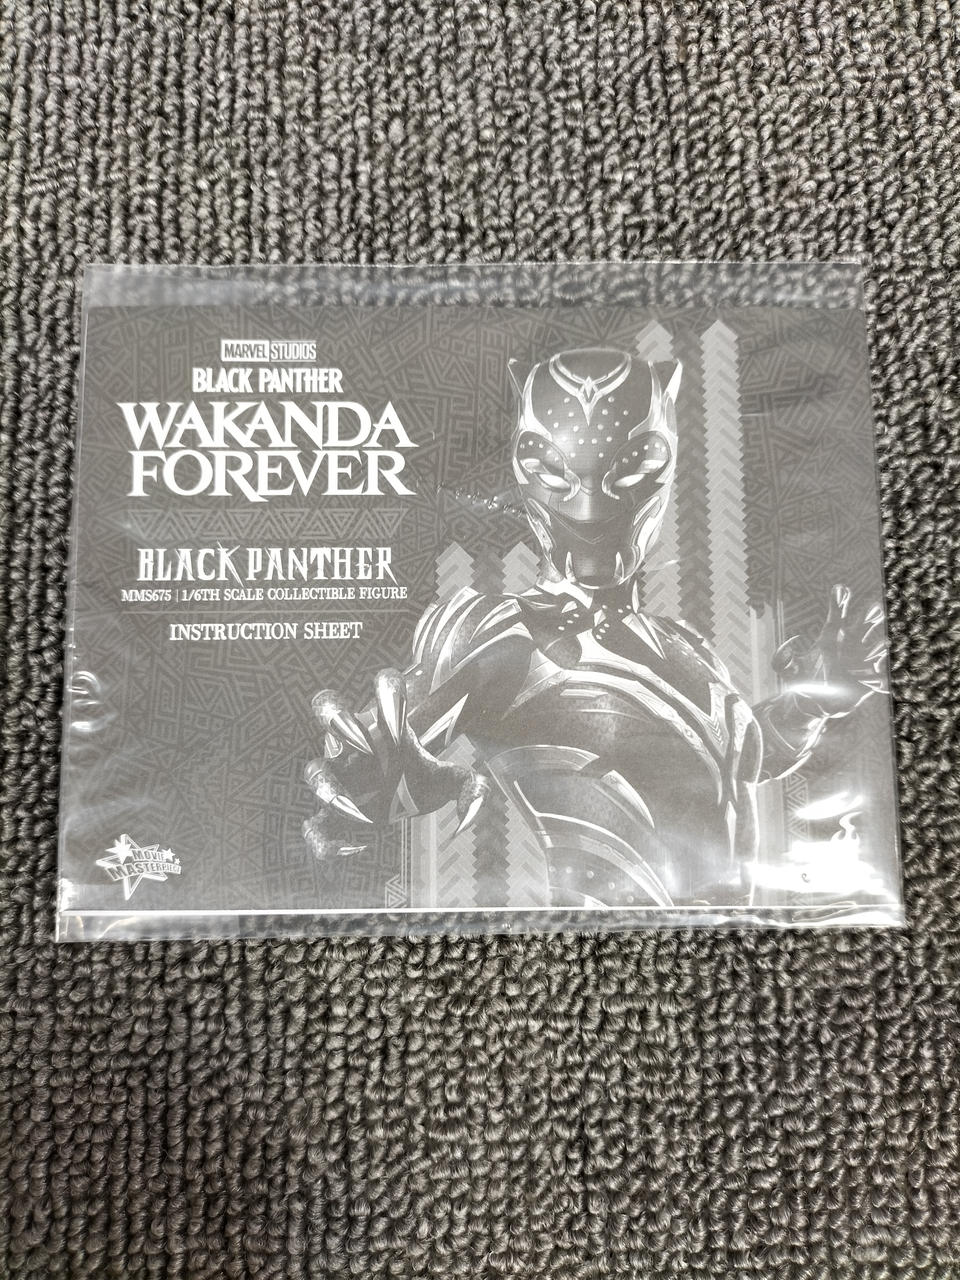 MARVEL STUDIOS
BLACK PANTHER
WAKANDA
FOREVER
BLACK PANTHER
MMS675 | 1/6TH SCALE COLLECTIBLE FIGURE
INSTRUCTION SHEET
MOVIE
MASTERPIECE